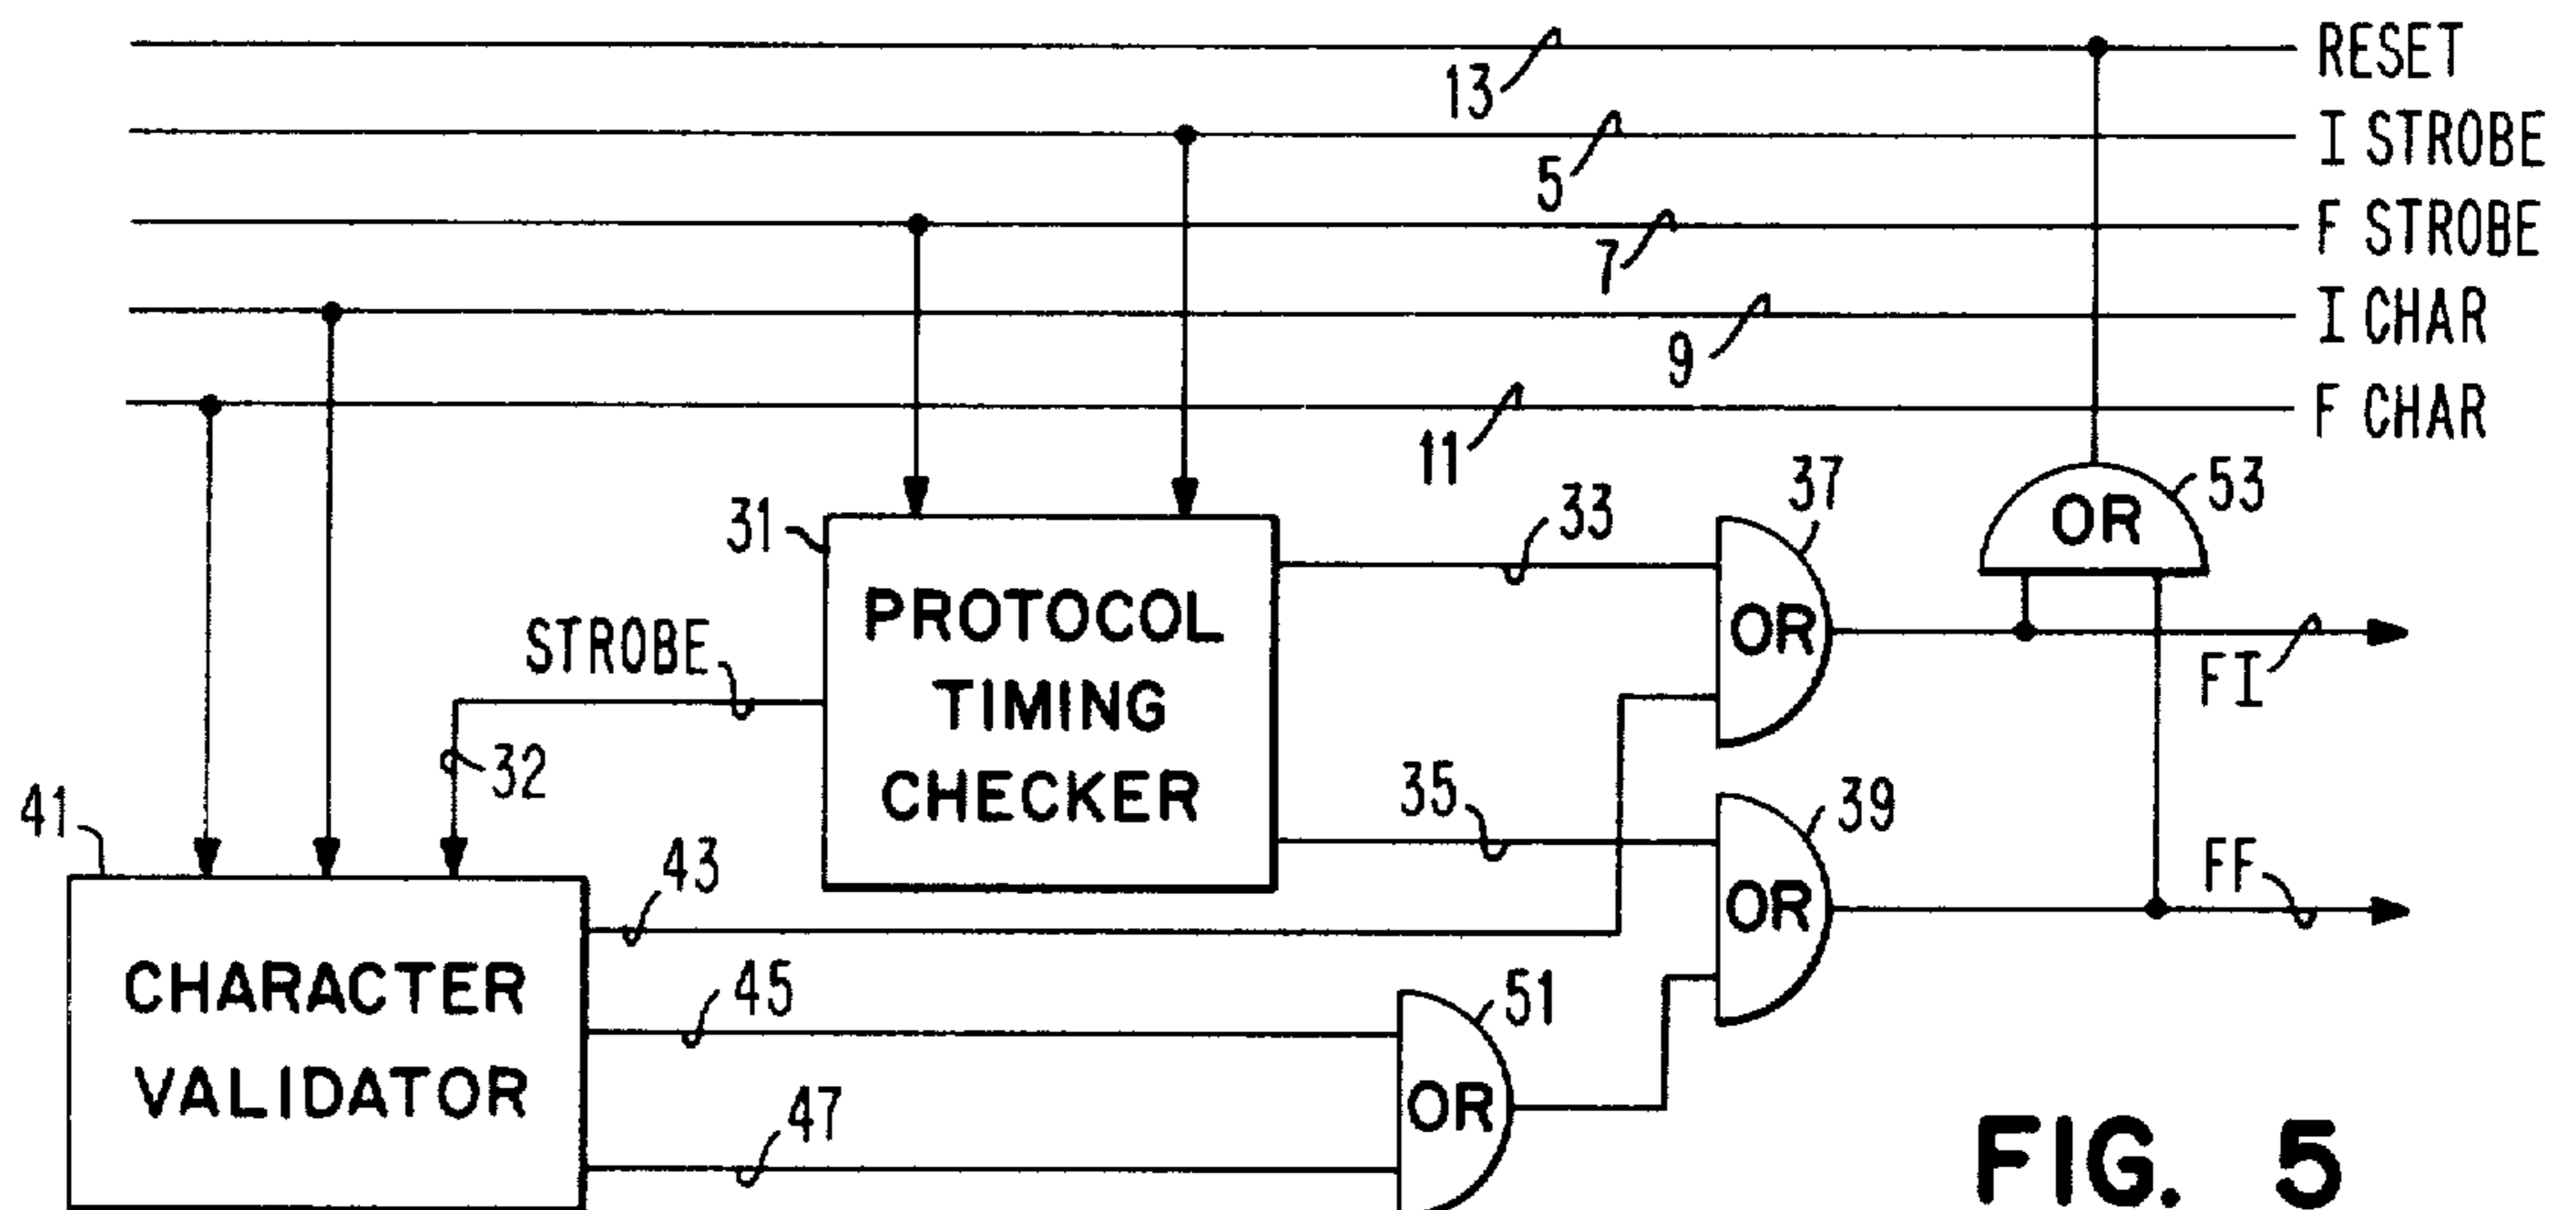 RESET
13
I STROBE
5
F STROBE
7
I CHAR
9
F CHAR
11
53
OR
37
33
31
OR
PROTOCOL
TIMING
CHECKER
STROBE
FI
32
35
39
41
43
OR
FF
CHARACTER
VALIDATOR
45
51
47
OR
FIG. 5